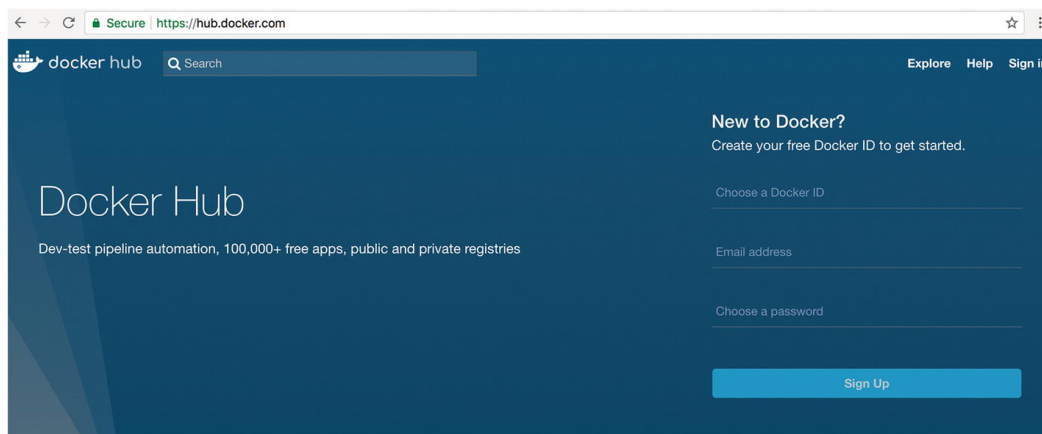 Secure https://hub.docker.com
docker hub Search Explore Help
New to Docker?
Create your free Docker ID to get started.
Choose a Docker ID
Docker Hub
Dev-test pipeline automation, 100,000+ free apps, public and private registries
Email address
Choose a password
Sign Up